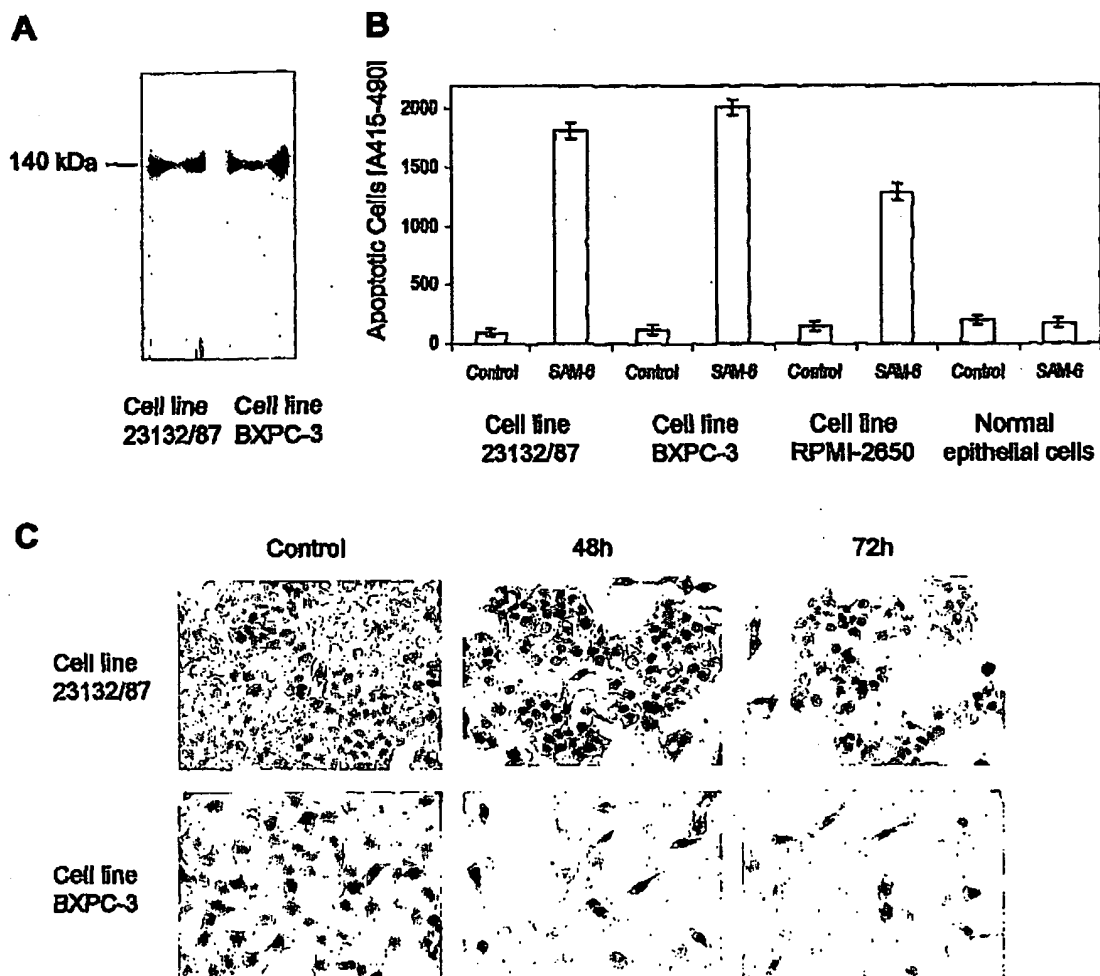 A
140 kDa
Cell line 23132/87
Cell line BXPC-3
B
Apoptotic Cells [A415-490]
2000
1500
1000
500
0
Control SAM-6 Control SAM-6 Control SAM-6 Control SAM-6
Cell line 23132/87
Cell line BXPC-3
Cell line RPMI-2650
Normal epithelial cells
C
Control 48h 72h
Cell line 23132/87
Cell line BXPC-3